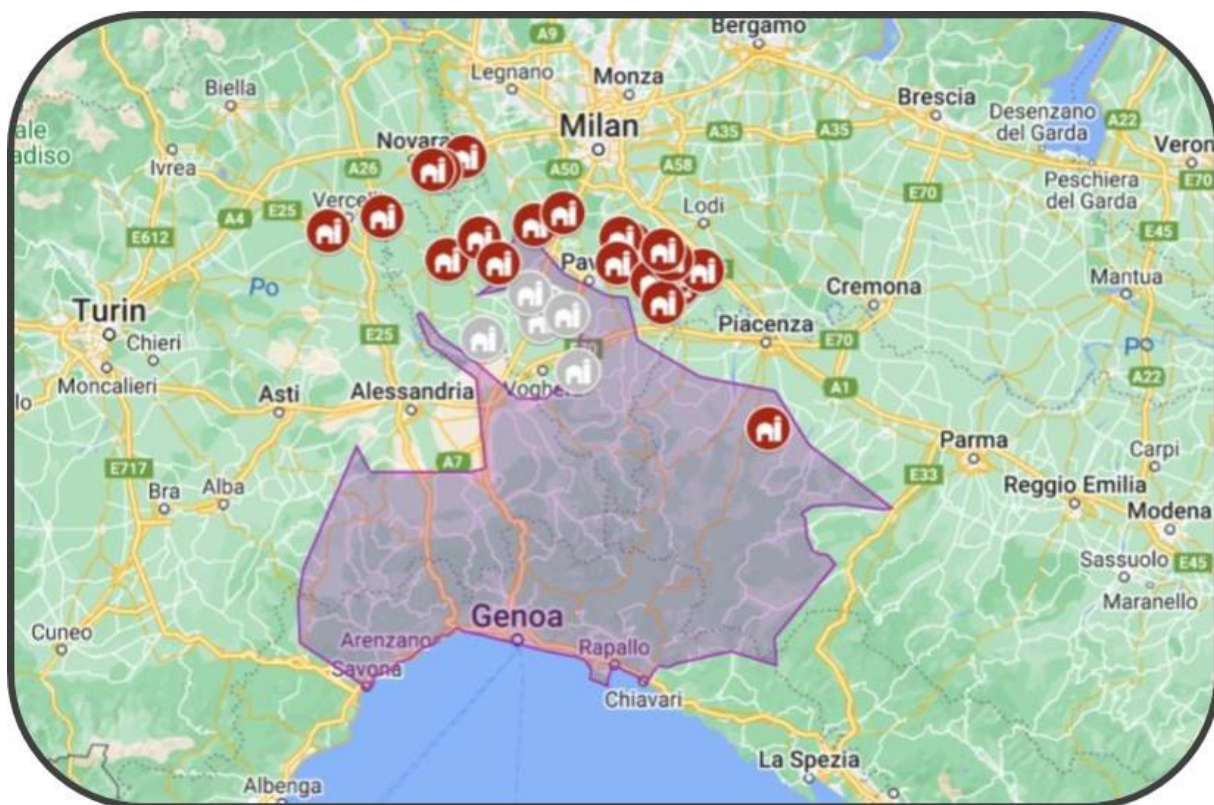 Bergamo
A9
Legnano
Monza
Biella
Brescia
Desenzano
del Garda
A22
ale
adiso
Milan
A35
A35
Novara
Ivrea
A26
A50
A58
Veron
E70
Peschiera
del Garda
E70
A4
E25
Lodi
E612
E45
Pav
Po
Mantua
Cremona
Turin
Piacenza
E70
Chieri
E25
Po
Moncalieri
A22
A1
lo
Asti
Alessandria
Parma
Carpi
A7
E717
E33
Bra
Alba
Reggio Emilia
Modena
Sassuolo
E45
Maranello
Genoa
Cuneo
Arenzano
Rapallo
Savona
Chiavari
La Spezia
Albenga